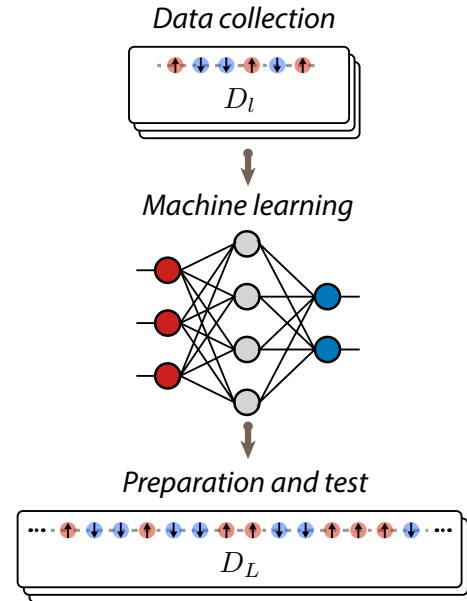 Data collection
D_l
Machine learning
Preparation and test
... ...
D_L